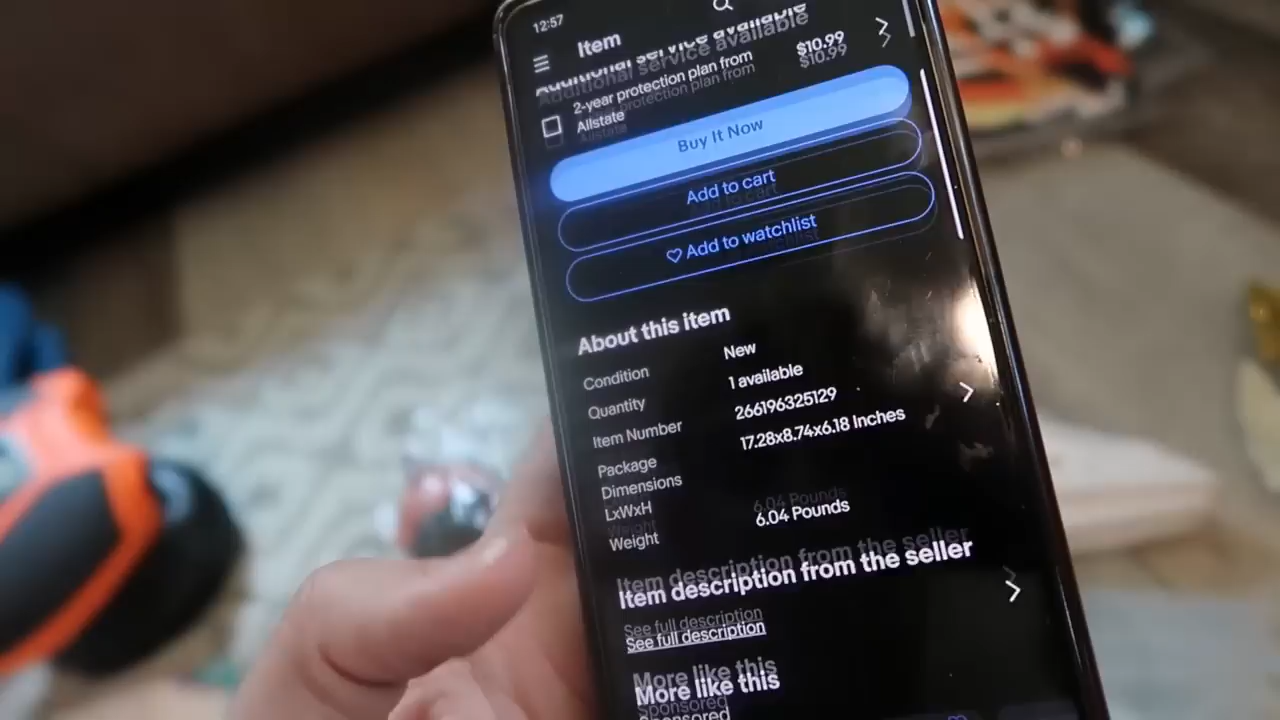 12:57
Item
Additional service available
2-year protection plan from
Allstate
$10.99
Buy It Now
Add to cart
Add to watchlist
About this item
Condition New
Quantity 1 available
Item Number 266196325129
Package Dimensions LxWxH 17.28x8.74x6.18 Inches
Weight 6.04 Pounds
Item description from the seller
See full description
More like this
Sponsored